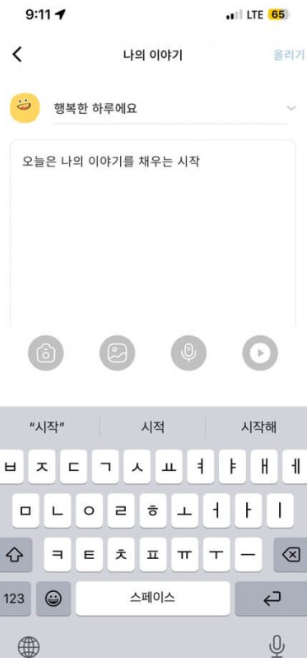 9:11 LTE 65
나의 이야기 올리기
행복한 하루에요
오늘은 나의 이야기를 채우는 시작
“시작” 시적 시작해
ㅂ ㅈ ㄷ ㄱ ㅅ ㅛ ㅕ ㅑ ㅐ ㅔ
ㅁ ㄴ ㅇ ㄹ ㅎ ㅗ ㅓ ㅏ ㅣ
ㅋ ㅌ ㅊ ㅍ ㅠ ㅜ ㅡ
123 스페이스